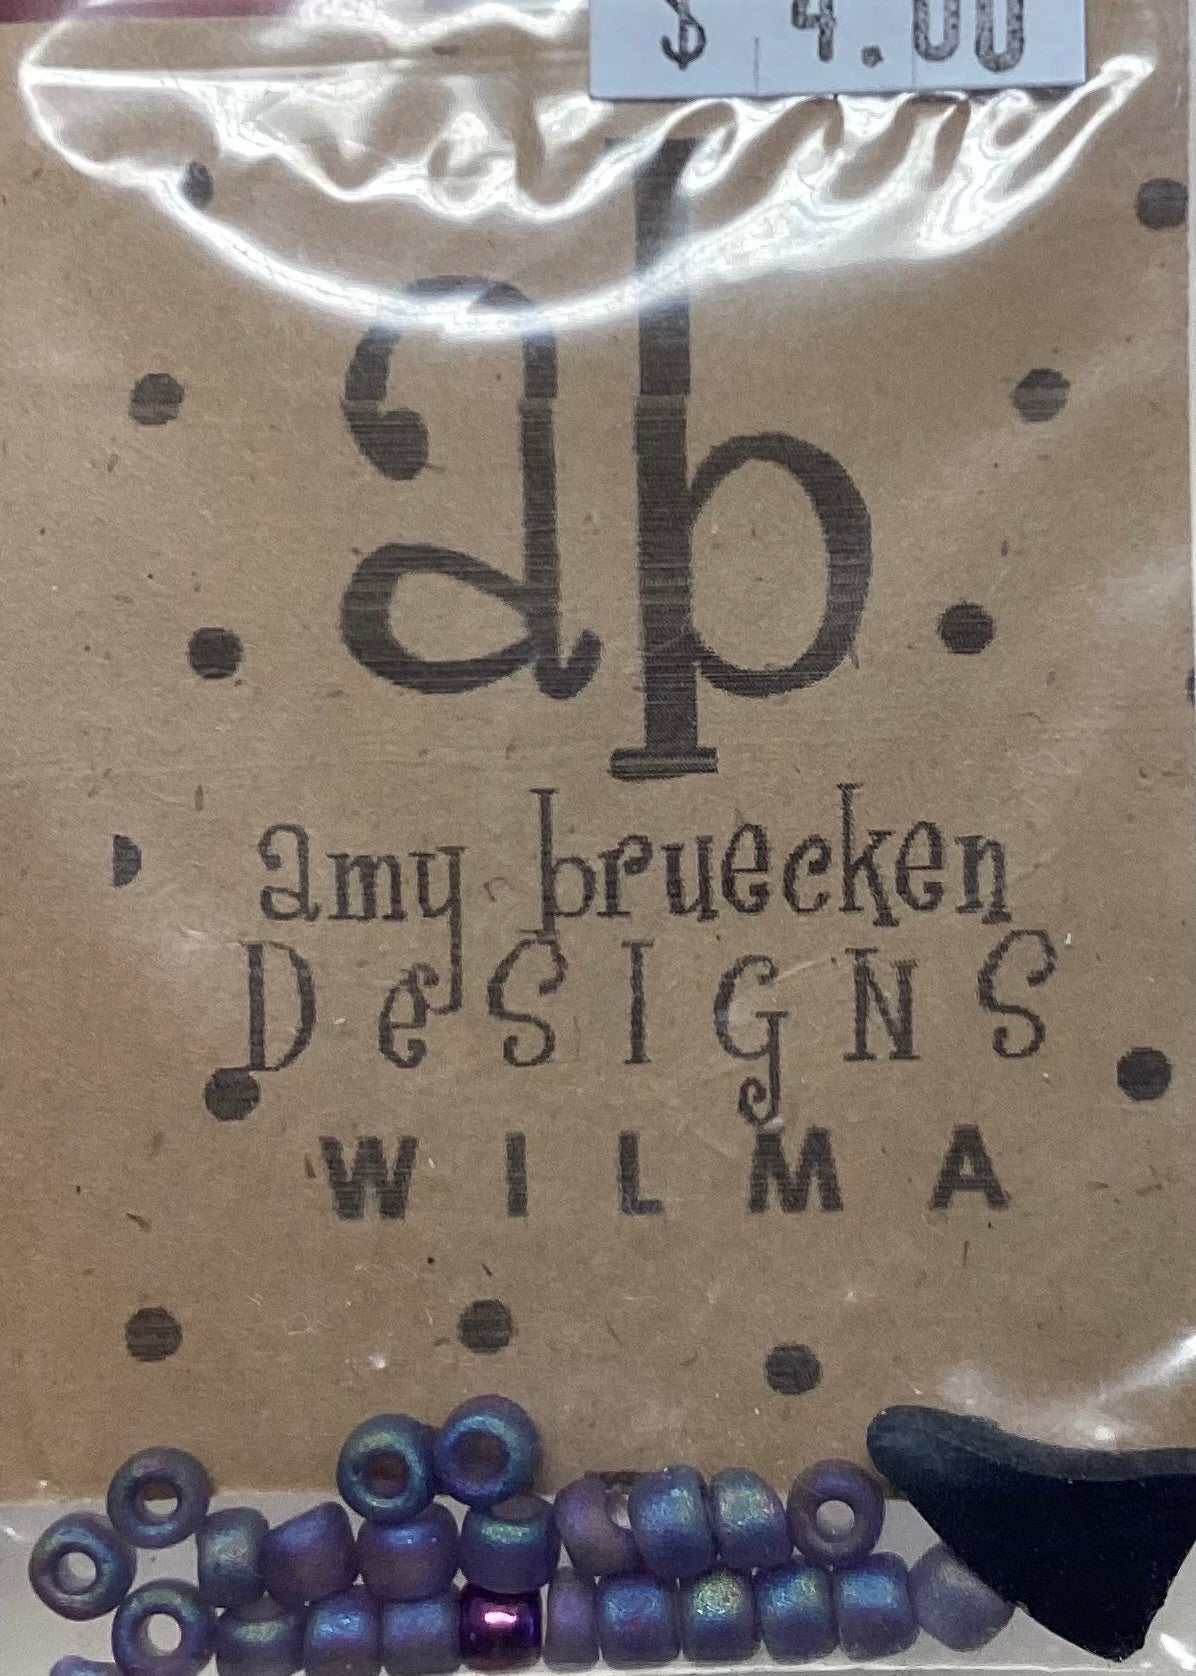 $ 4.00
ab
amy bruecken
DeSIGNS
WILMA